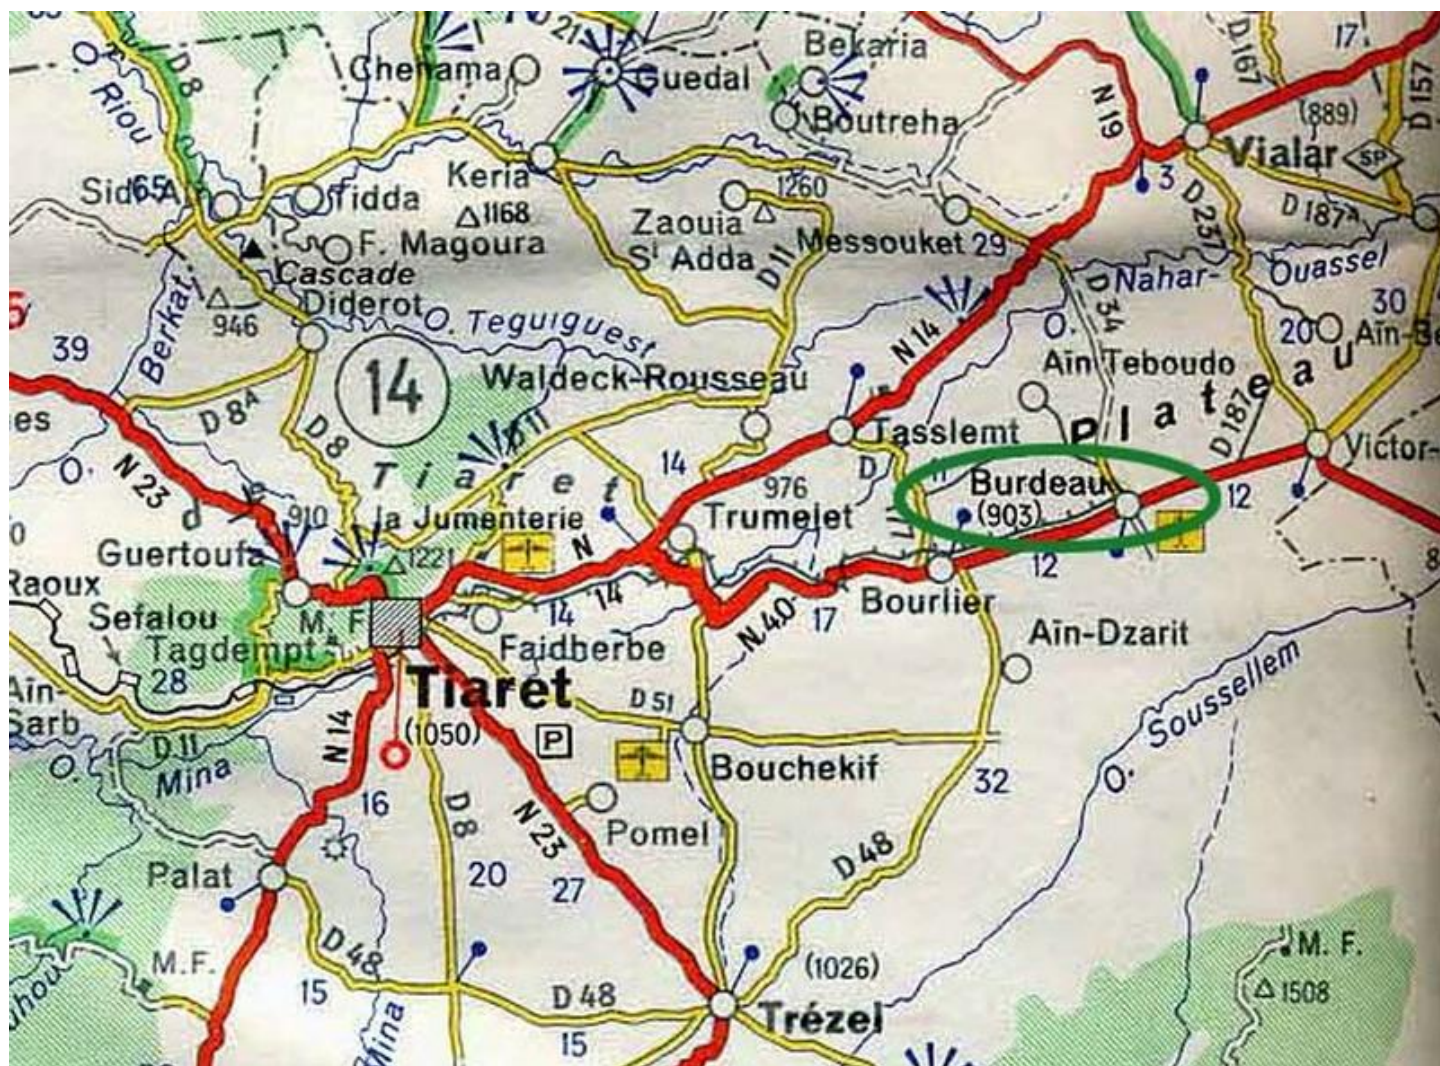 21
D 8
O. Riou
Chenama
Guedal
Bekaria
Boutreha
N 19
D 167
17
(889)
D 157
Vialar
SP
3
65
Tidda
Keria
1168
F. Magoura
Zaouia
Sⁱ Adda
1260
D 11
Messouket
29
D 237
D 187ᴬ
Nahar-Ouassel
30
Cascade
Diderot
946
Berkat
39
O. Teguiguest
14
D 8ᴬ
D 8
Waldeck-Rousseau
N 14
O.
D 34
Aïn Teboudo
20
Plateau
D 187
Victor-
es
O.
N 23
D 11
Tiaret
14
Tasslemt
D
11
976
Burdeau
(903)
12
910
la Jumenterie
Trumelet
Guertoufa
1221
N
14
14
12
Bourlier
N 40
17
Raoux
Sefalou
M. F
Tagdempt
Faidherbe
Aïn-Dzarit
28
Aïn-
Sarb
Tiaret
(1050)
P
D 51
Soussellem
O.
D 11
O.
Mina
N 14
Bouchekif
32
16
D 8
N 23
Pomel
D 48
Palat
20
27
M.F.
D 48
15
(1026)
M. F.
1508
D 48
Trézel
15
Mina